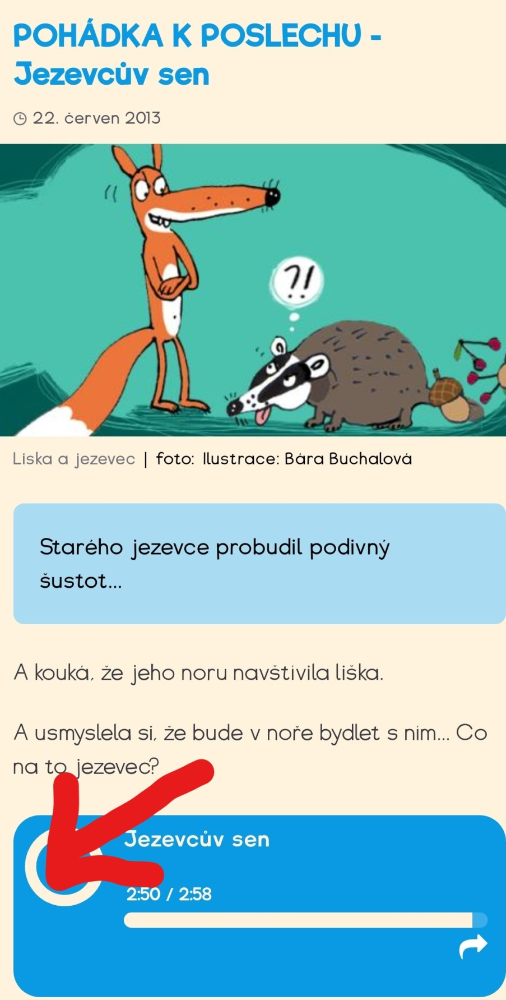 POHÁDKA K POSLECHU -
Jezevcův sen
22. červen 2013
?!
Liska a jezevec | foto: Ilustrace: Bára Buchalová
Starého jezevce probudil podivný
šustot...
A kouká, že jeho noru navštívila liška.
A usmyslela si, že bude v noře bydlet s ním... Co
na to jezevec?
Jezevcův sen
2:50 / 2:58